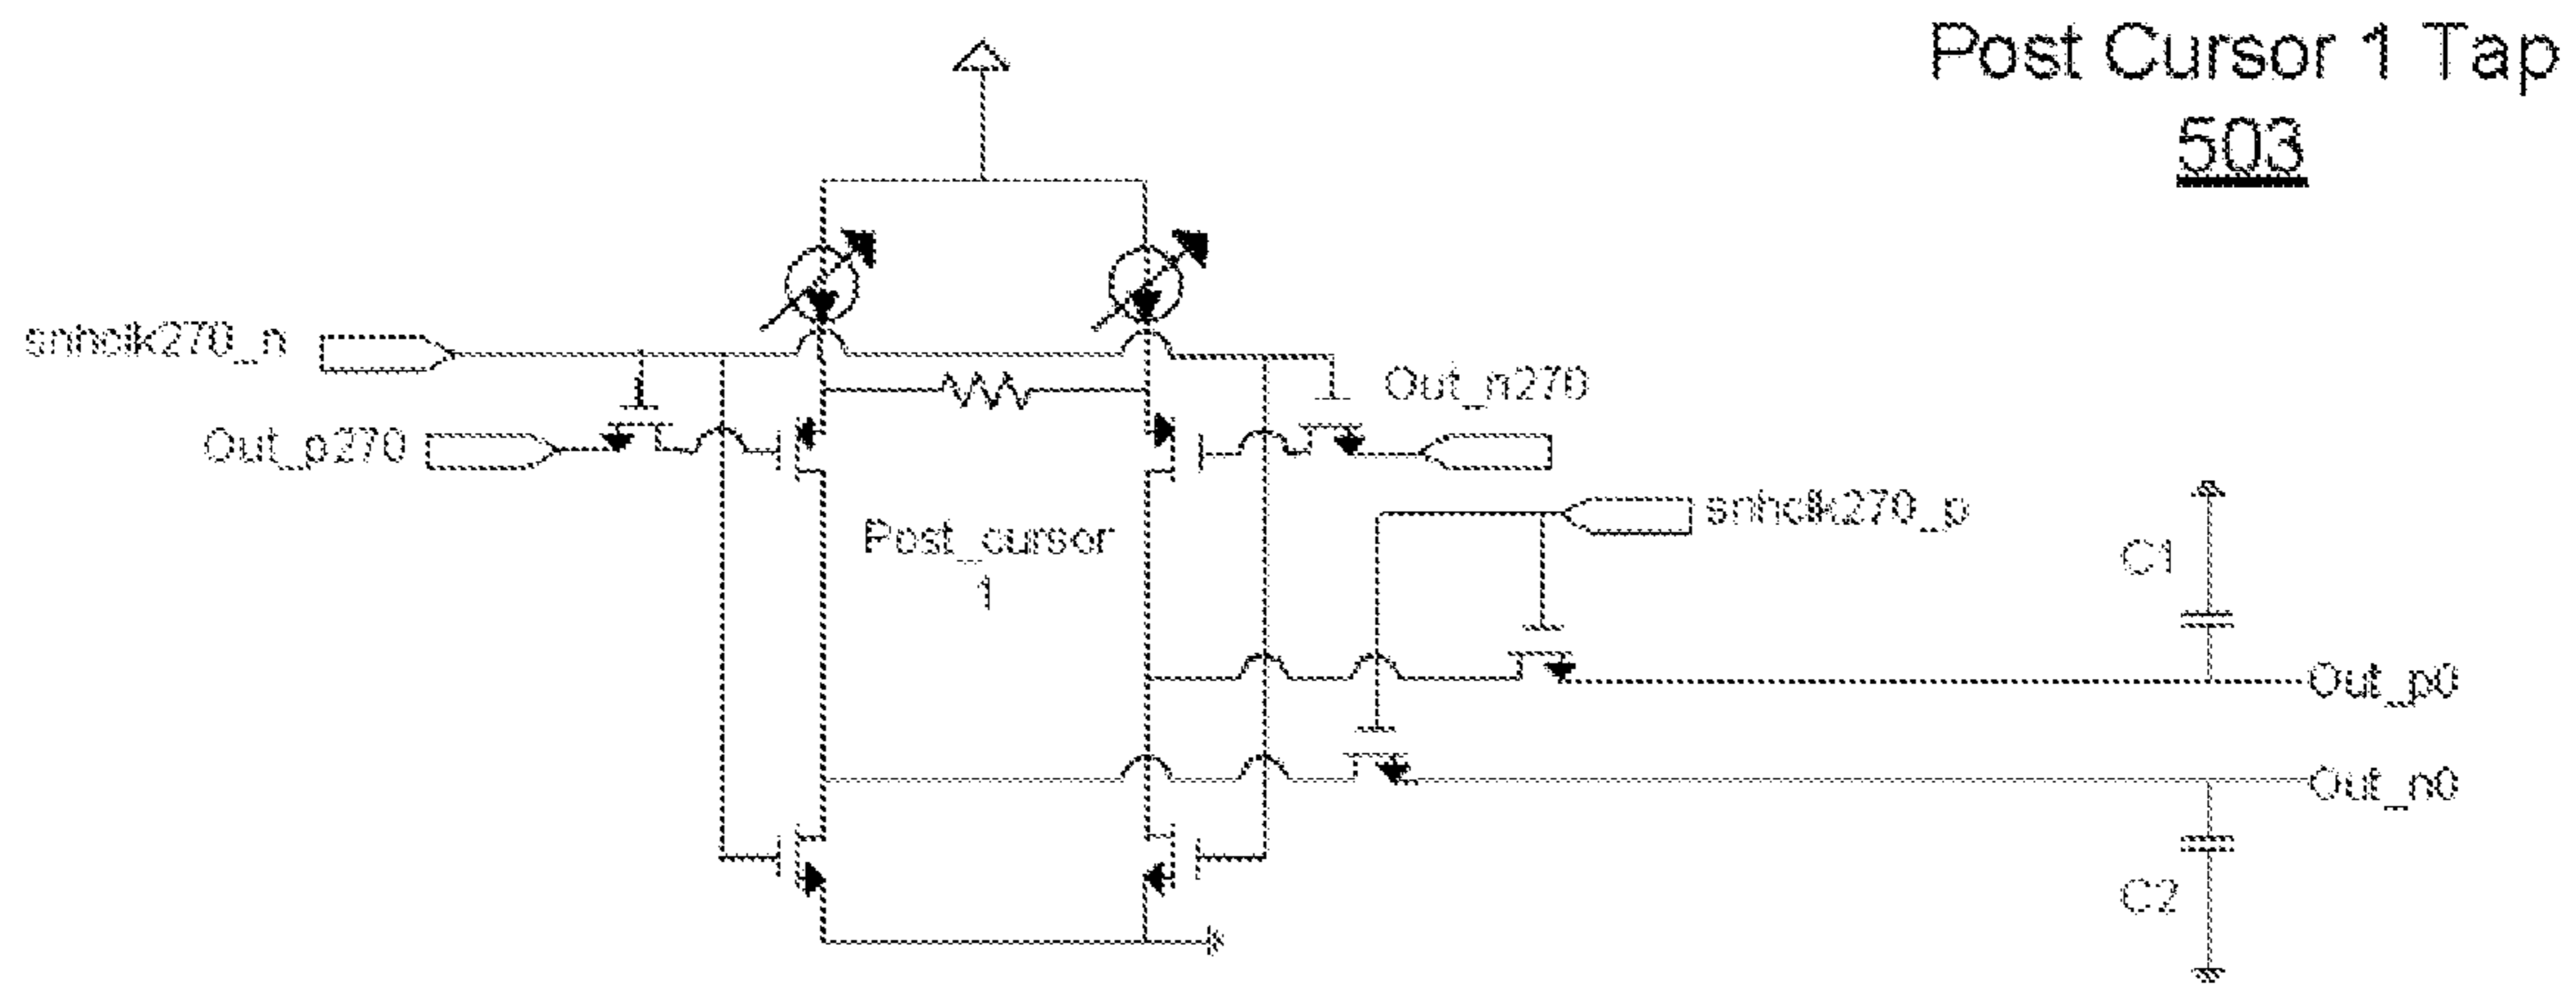 Post Cursor 1 Tap
503
snhclk270_n
Out_n270
Out_p270
snhclk270_p
Post_cursor
1
C1
Out_p0
Out_n0
C2